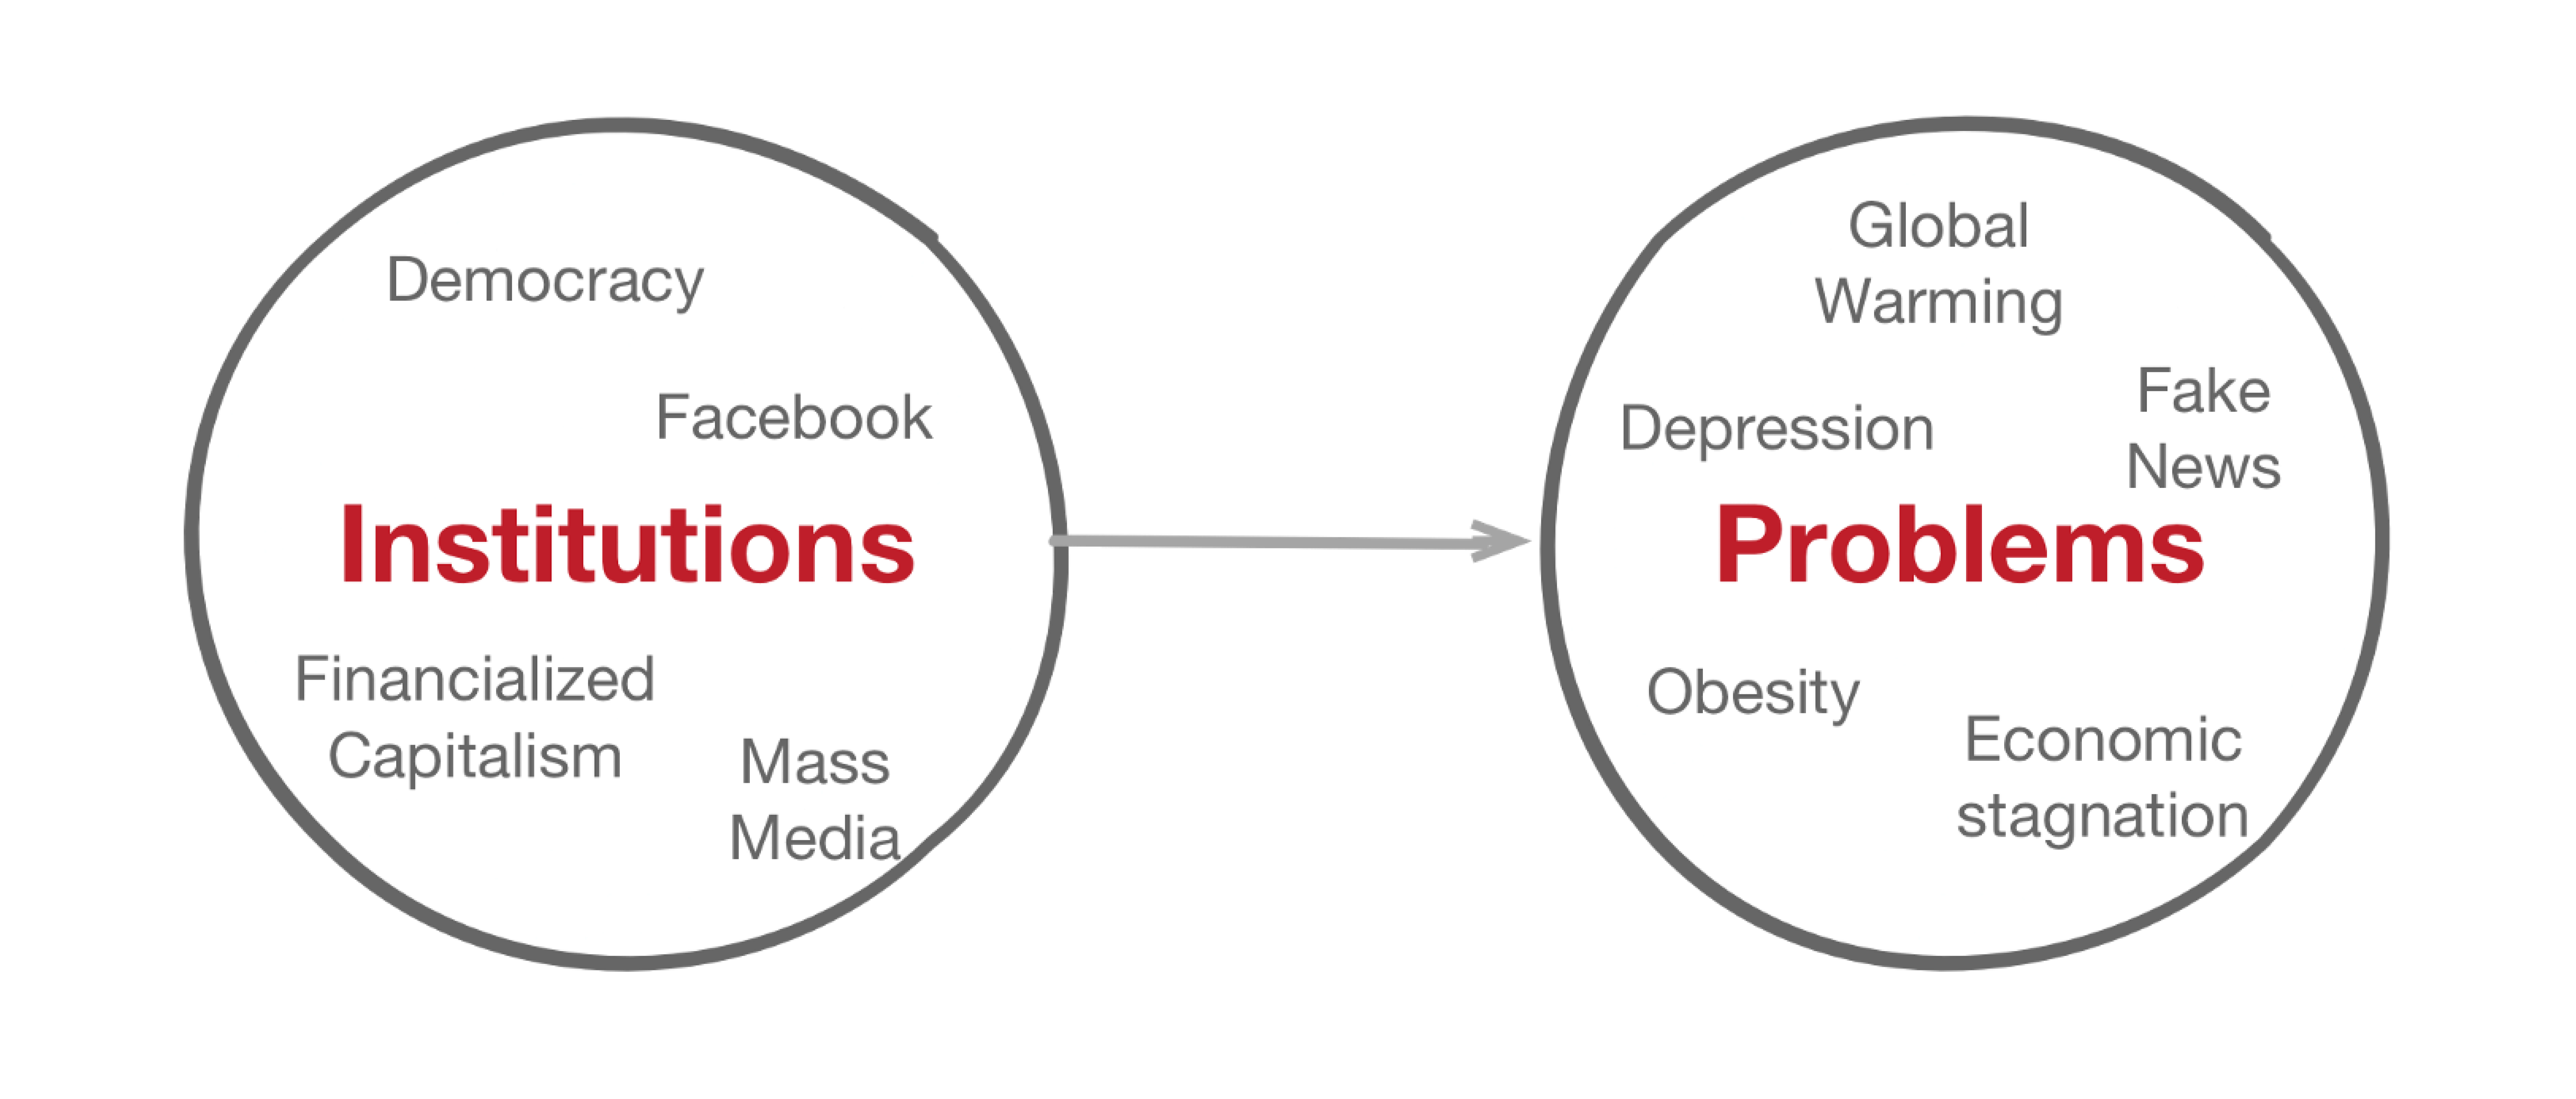 Democracy
Facebook
Institutions
Financialized
Capitalism
Mass
Media
Global
Warming
Depression
Fake
News
Problems
Obesity
Economic
stagnation